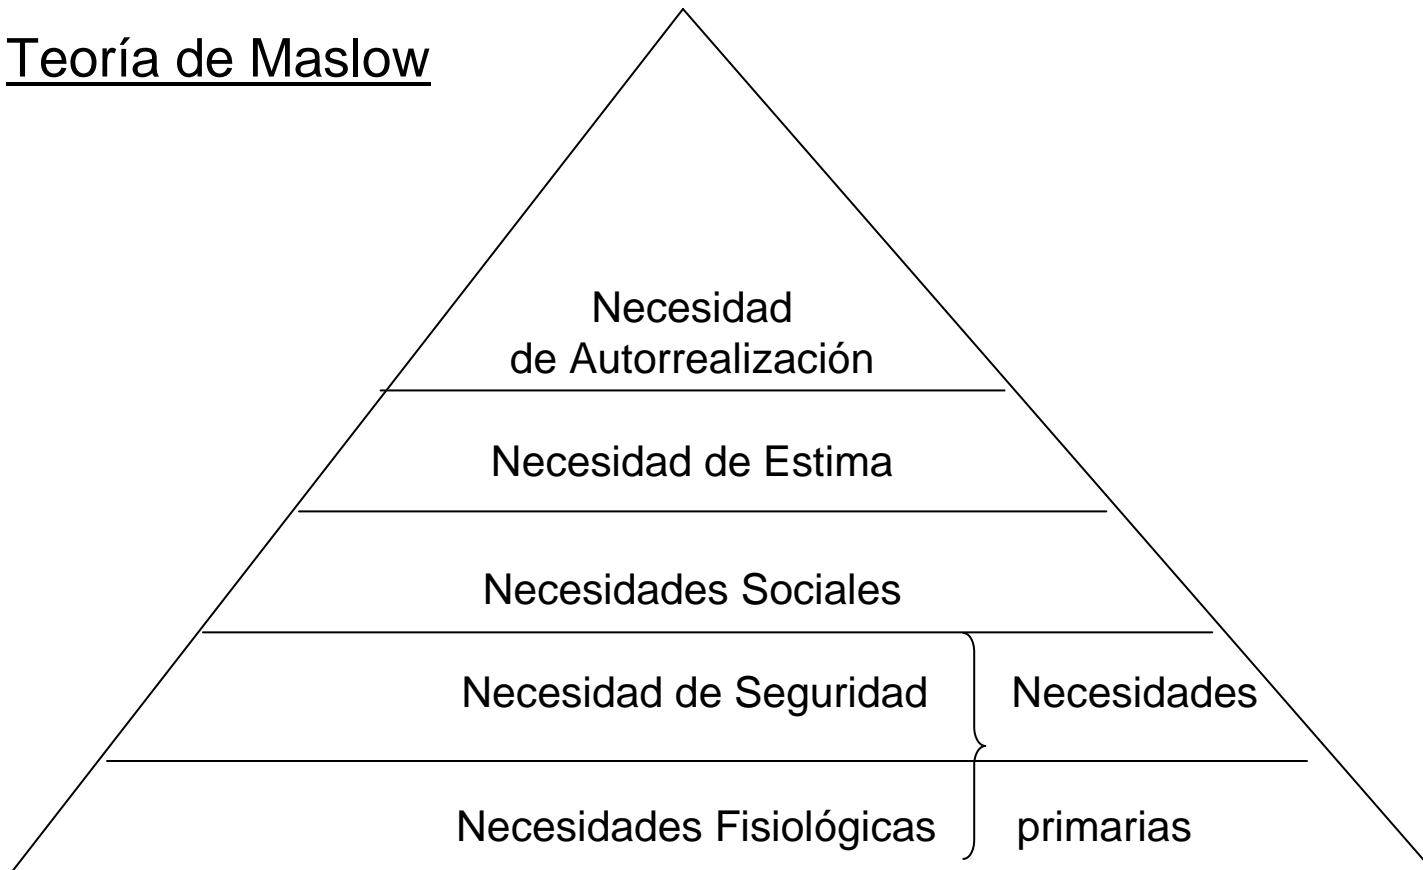 Teoría de Maslow
Necesidad
de Autorrealización
Necesidad de Estima
Necesidades Sociales
Necesidad de Seguridad
Necesidades
Necesidades Fisiológicas
primarias